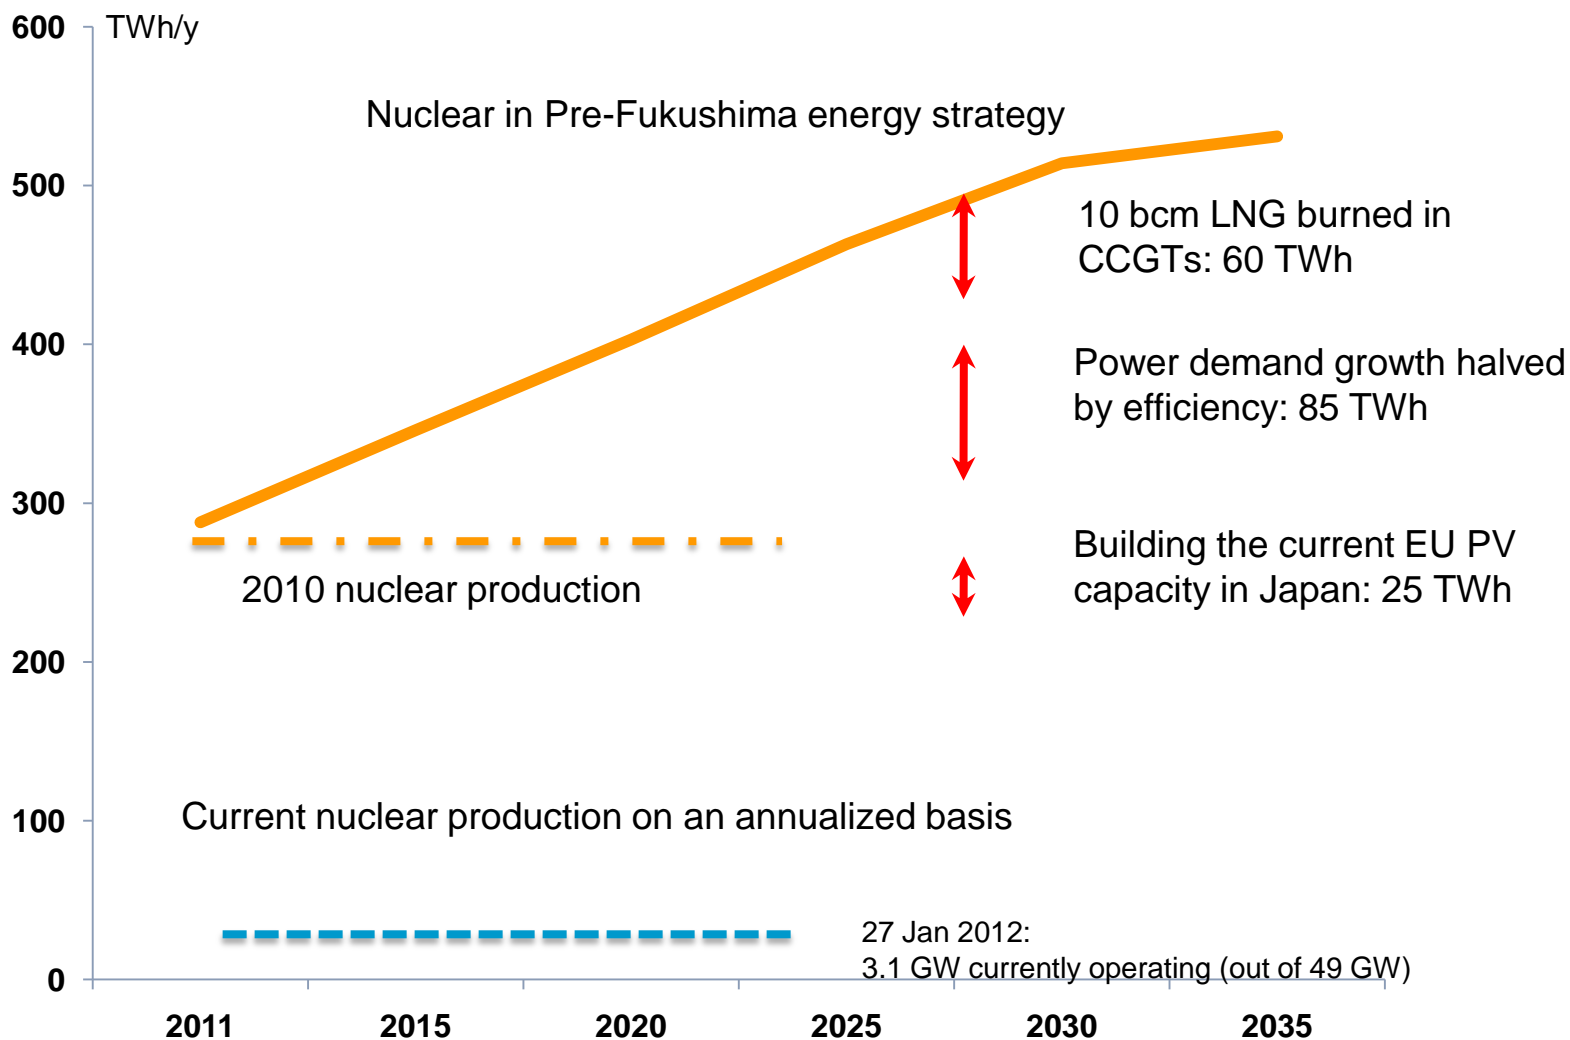 600 TWh/y
Nuclear in Pre-Fukushima energy strategy
500
10 bcm LNG burned in
CCGTs: 60 TWh
400
Power demand growth halved
by efficiency: 85 TWh
300
Building the current EU PV
capacity in Japan: 25 TWh
2010 nuclear production
200
100
Current nuclear production on an annualized basis
27 Jan 2012:
3.1 GW currently operating (out of 49 GW)
0
2011 2015 2020 2025 2030 2035